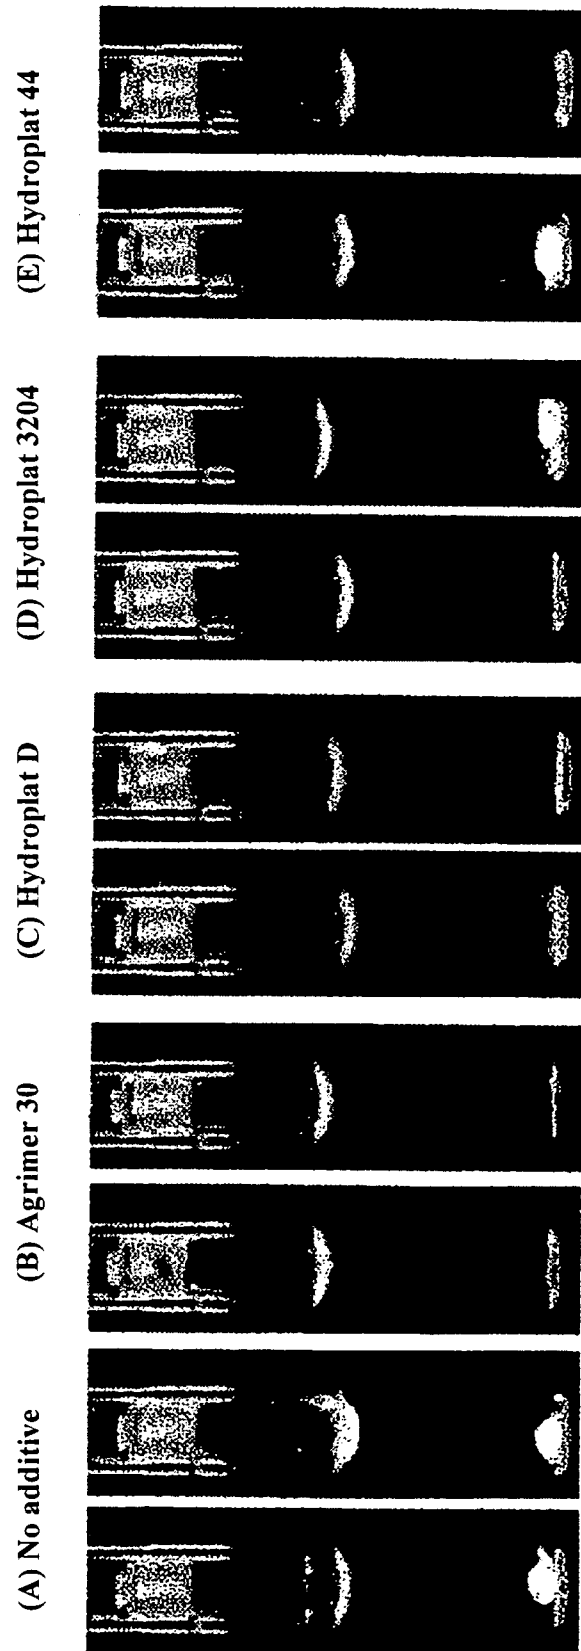 (A) No additive
(B) Agrimer 30
(C) Hydroplat D
(D) Hydroplat 3204
(E) Hydroplat 44